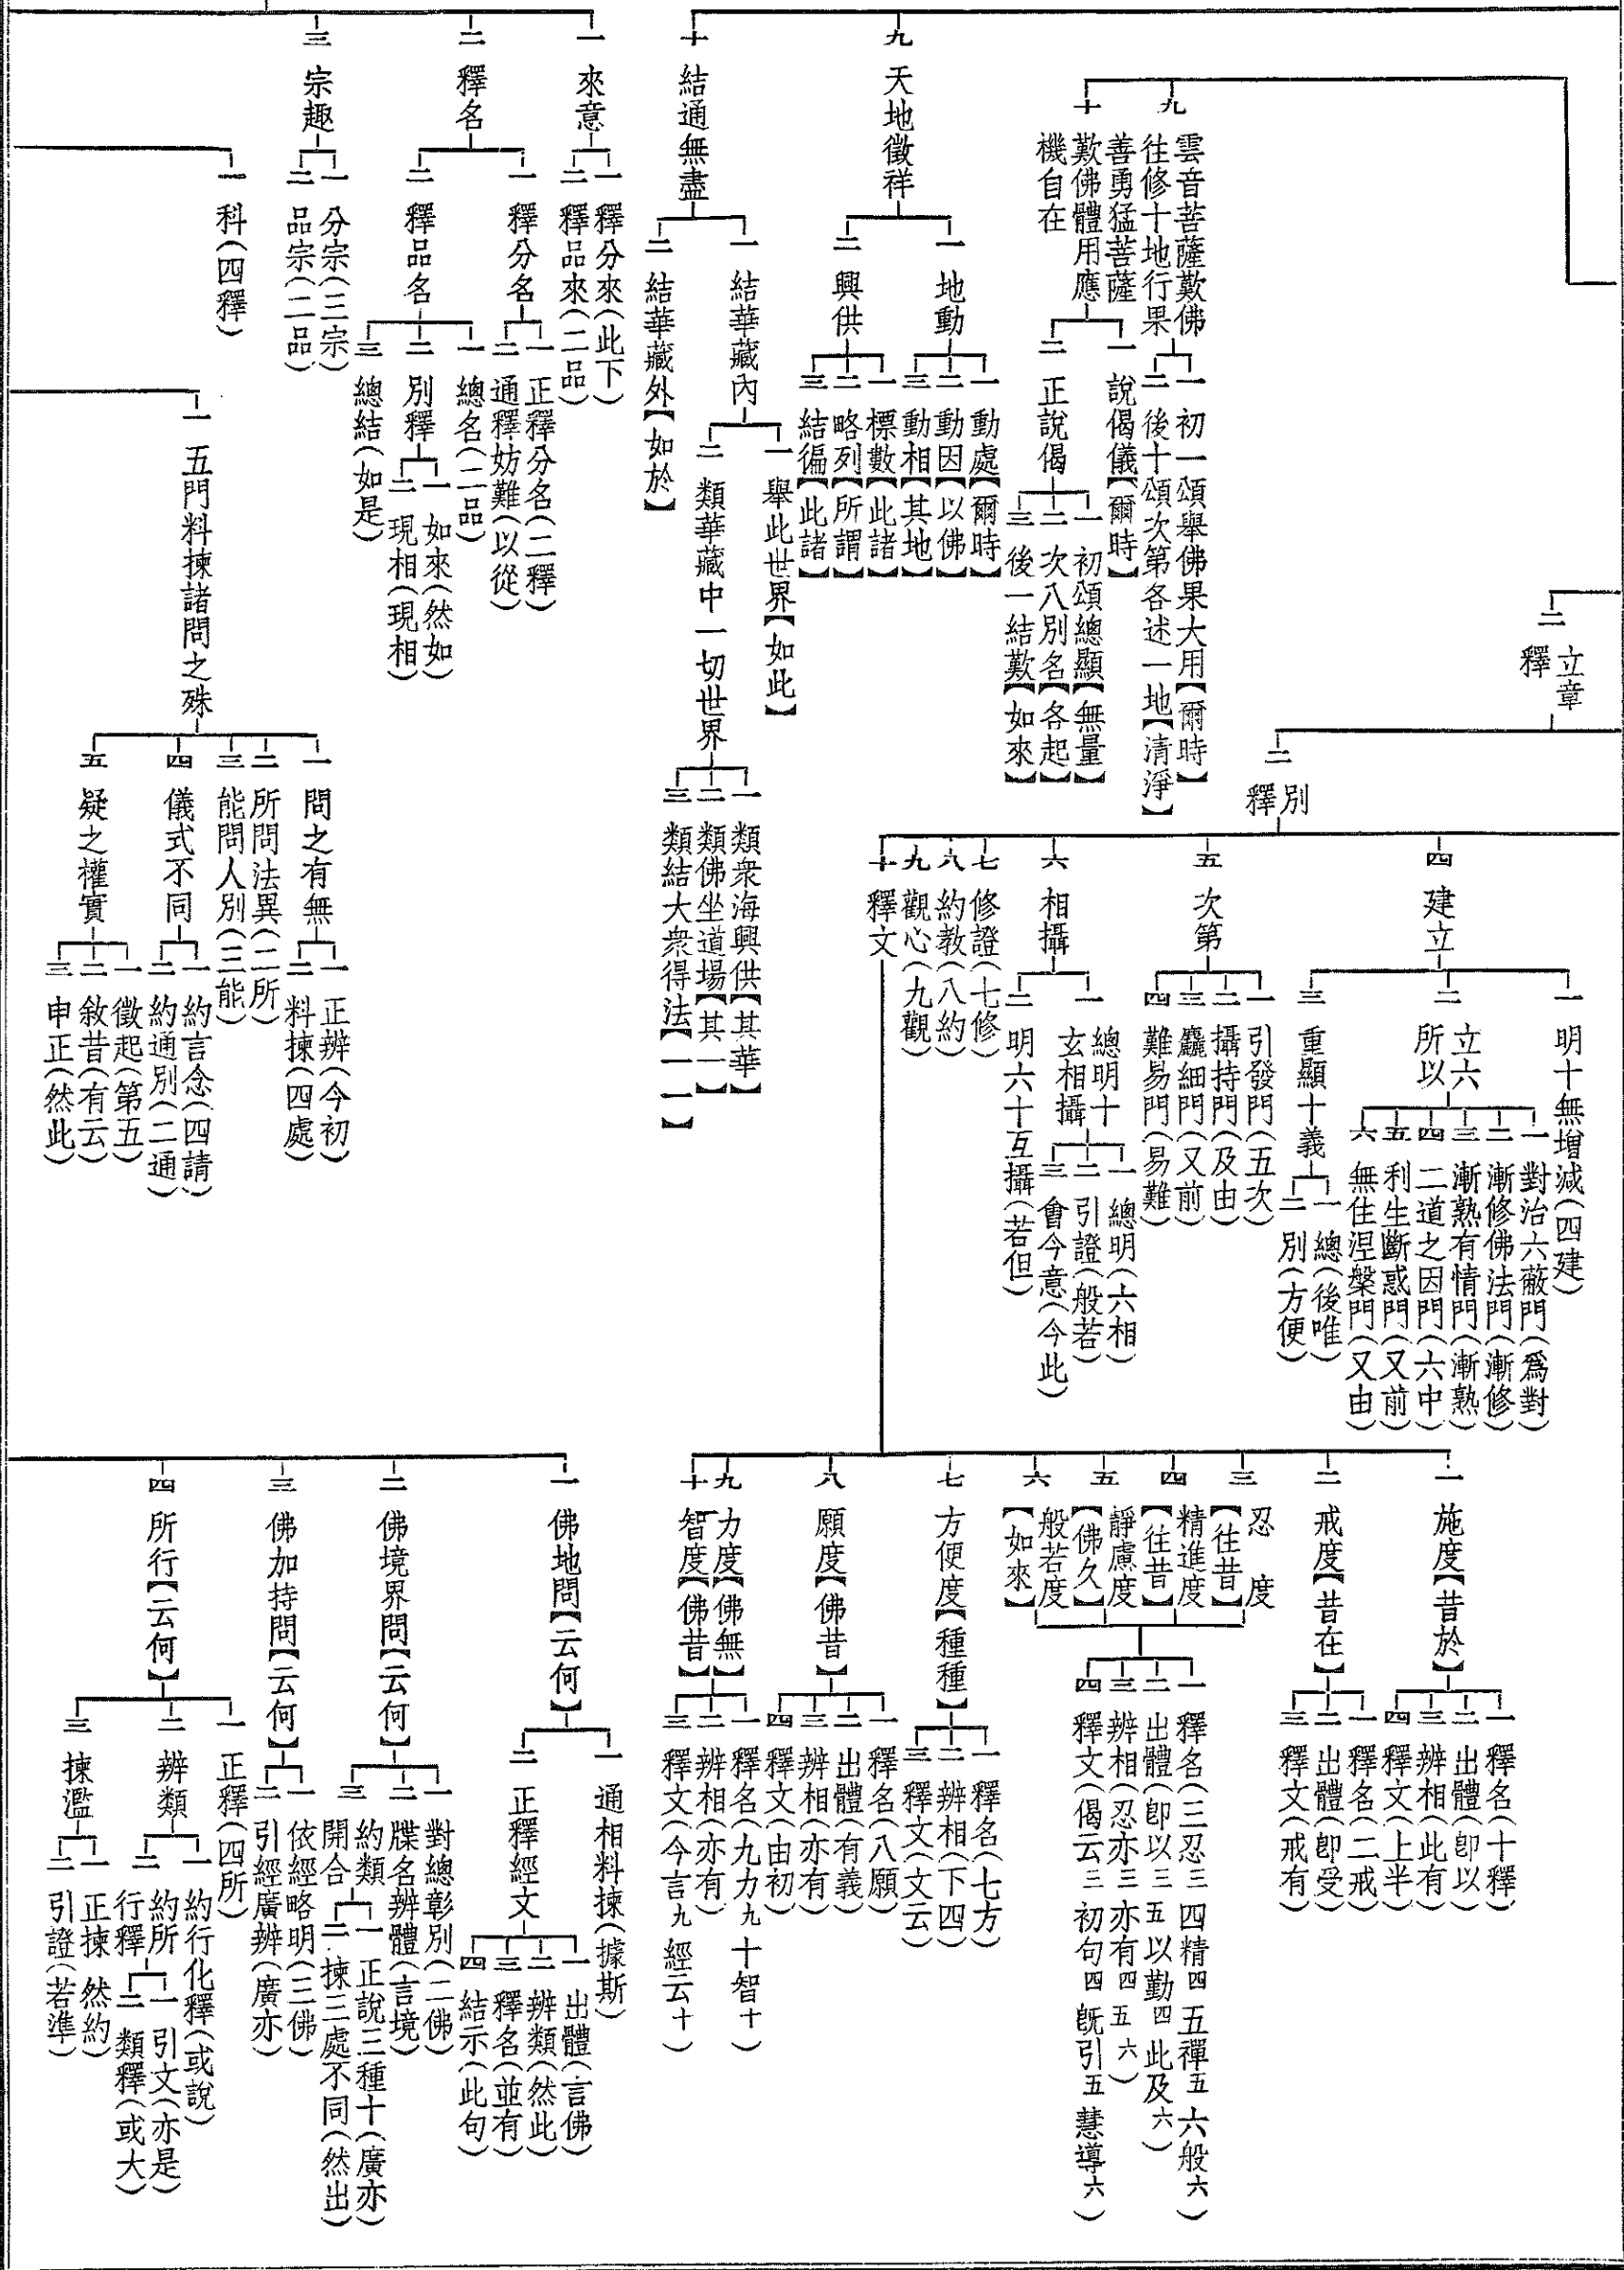 九 雲音菩薩歎佛往修十地行果
一 初一頌舉佛果大用【爾時】
二 後十頌次第各述一地【清淨】
十 善勇猛菩薩歎佛體用應機自在
一 說偈儀【爾時】
二 正說偈
一 初頌總顯【無量】
二 次八別名【各起】
三 後一結歎【如來】
九 天地徵祥
一 地動
一 動處【爾時】
二 動因【以佛】
三 動相【其地】
二 興供
一 標數【此諸】
二 略列【所謂】
三 結徧【此諸】
十 結通無盡
一 結華藏內
一 舉此世界【如此】
二 類華藏中一切世界
一 類衆海興供【其華】
二 類佛坐道場【其一】
三 類結大衆得法【一一】
二 結華藏外【如於】
一 來意
一 釋分來(此下)
二 釋品來(二品)
二 釋名
一 釋分名
一 正釋分名(二釋)
二 通釋妨難(以從)
二 釋品名
一 總名(二品)
二 別釋
一 如來(然如)
二 現相(現相)
三 總結(如是)
三 宗趣
一 分宗(三宗)
二 品宗(二品)
一 科(四釋)
二 立章釋
二 別釋
四 建立
一 明十無增減(四建)
二 立六所以
一 對治六蔽門(爲對)
二 漸修佛法門(漸修)
三 漸熟有情門(漸熟)
四 二道之因門(六中)
五 利生斷惑門(又前)
六 無住涅槃門(又由)
三 重顯十義
一 總(後唯)
二 別(方便)
五 次第
一 引發門(五次)
二 攝持門(及由)
三 麤細門(又前)
四 難易門(易難)
六 相攝
一 總明十玄相攝
一 總明(六相)
二 引證(般若)
三 會今意(今此)
二 明六十互攝(若但)
七 修證(七修)
八 約教(八約)
九 觀心(九觀)
十 釋文
一 五門料揀諸問之殊
一 問之有無
一 正辨(今初)
二 料揀(四處)
二 所問法異(二所)
三 能問人別(三能)
四 儀式不同
一 約言念(四請)
二 約通別(二通)
五 疑之權實
一 徵起(第五)
二 敘昔(有云)
三 申正(然此)
一 施度【昔於】
一 釋名(十釋)
二 出體(卽以)
三 辨相(此有)
四 釋文(上半)
二 戒度【昔在】
一 釋名(二戒)
二 出體(卽受)
三 釋文(戒有)
三 忍度【往昔】
四 精進度【往昔】
五 靜慮度【佛久】
六 般若度【如來】
一 釋名(三忍三 四精四 五禪五 六般六)
二 出體(卽以三 五以勤四 此及六)
三 辨相(忍亦三 亦有四 五六)
四 釋文(偈云三 初句四 旣引五 慧導六)
七 方便度【種種】
一 釋名(七方)
二 辨相(下四)
三 釋文(文云)
八 願度【佛昔】
一 釋名(八願)
二 出體(有義)
三 辨相(亦有)
四 釋文(由初)
九 力度【佛無】
十 智度【佛昔】
一 釋名(九力九 十智十)
二 辨相(亦有)
三 釋文(今言九 經云十)
一 佛地問【云何】
一 通相料揀(據斯)
二 正釋經文
一 出體(言佛)
二 辨類(然此)
三 釋名(並有)
四 結示(此句)
二 佛境界問【云何】
一 對總彰別(二佛)
二 牒名辨體(言境)
三 約類開合
一 正說三種十(廣亦)
二 揀三處不同(然出)
三 佛加持問【云何】
一 依經略明(三佛)
二 引經廣辨(廣亦)
四 所行【云何】
一 正釋(四所)
二 辨類
一 約行化釋(或說)
二 約所行釋
一 引文(亦是)
二 類釋(或大)
三 揀濫
一 正揀 然約)
二 引證(若準)